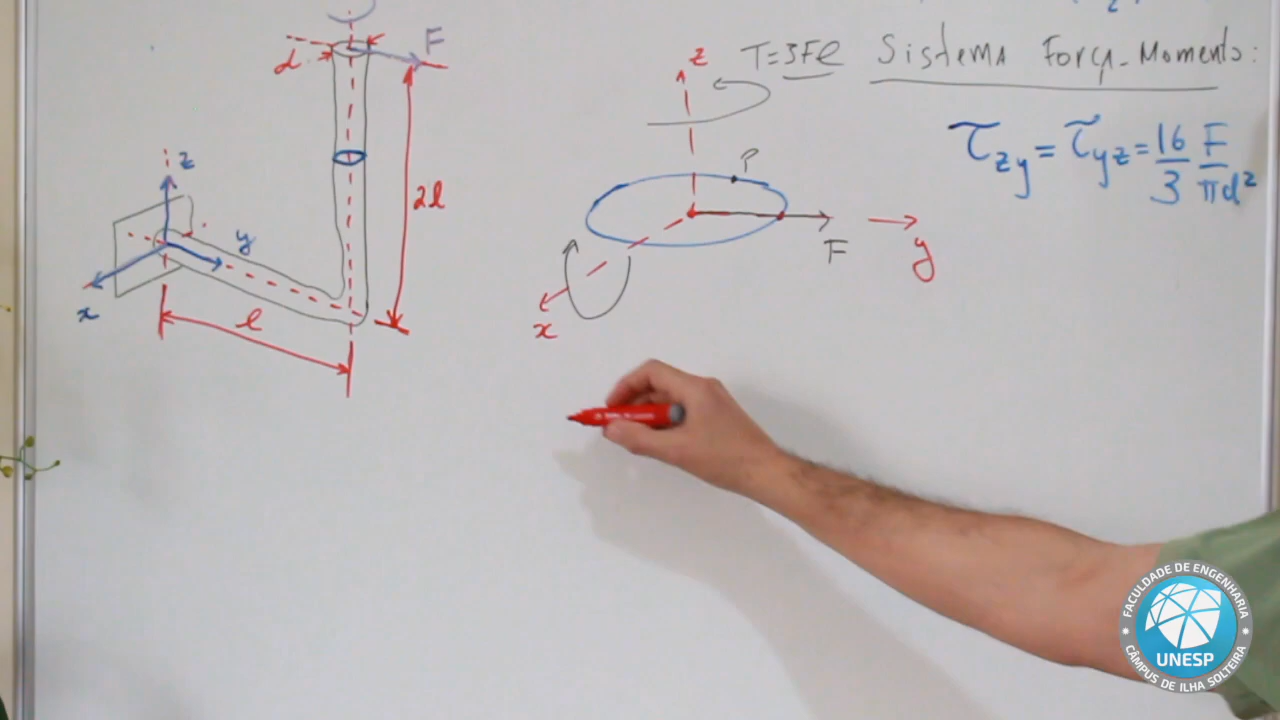 T=3Fl Sistema Força-Momento:
τzy = τyz = 16/3 F/πd²
d
F
2l
z
y
x
l
z
P
F
y
x
FACULDADE DE ENGENHARIA
UNESP
CÂMPUS DE ILHA SOLTEIRA